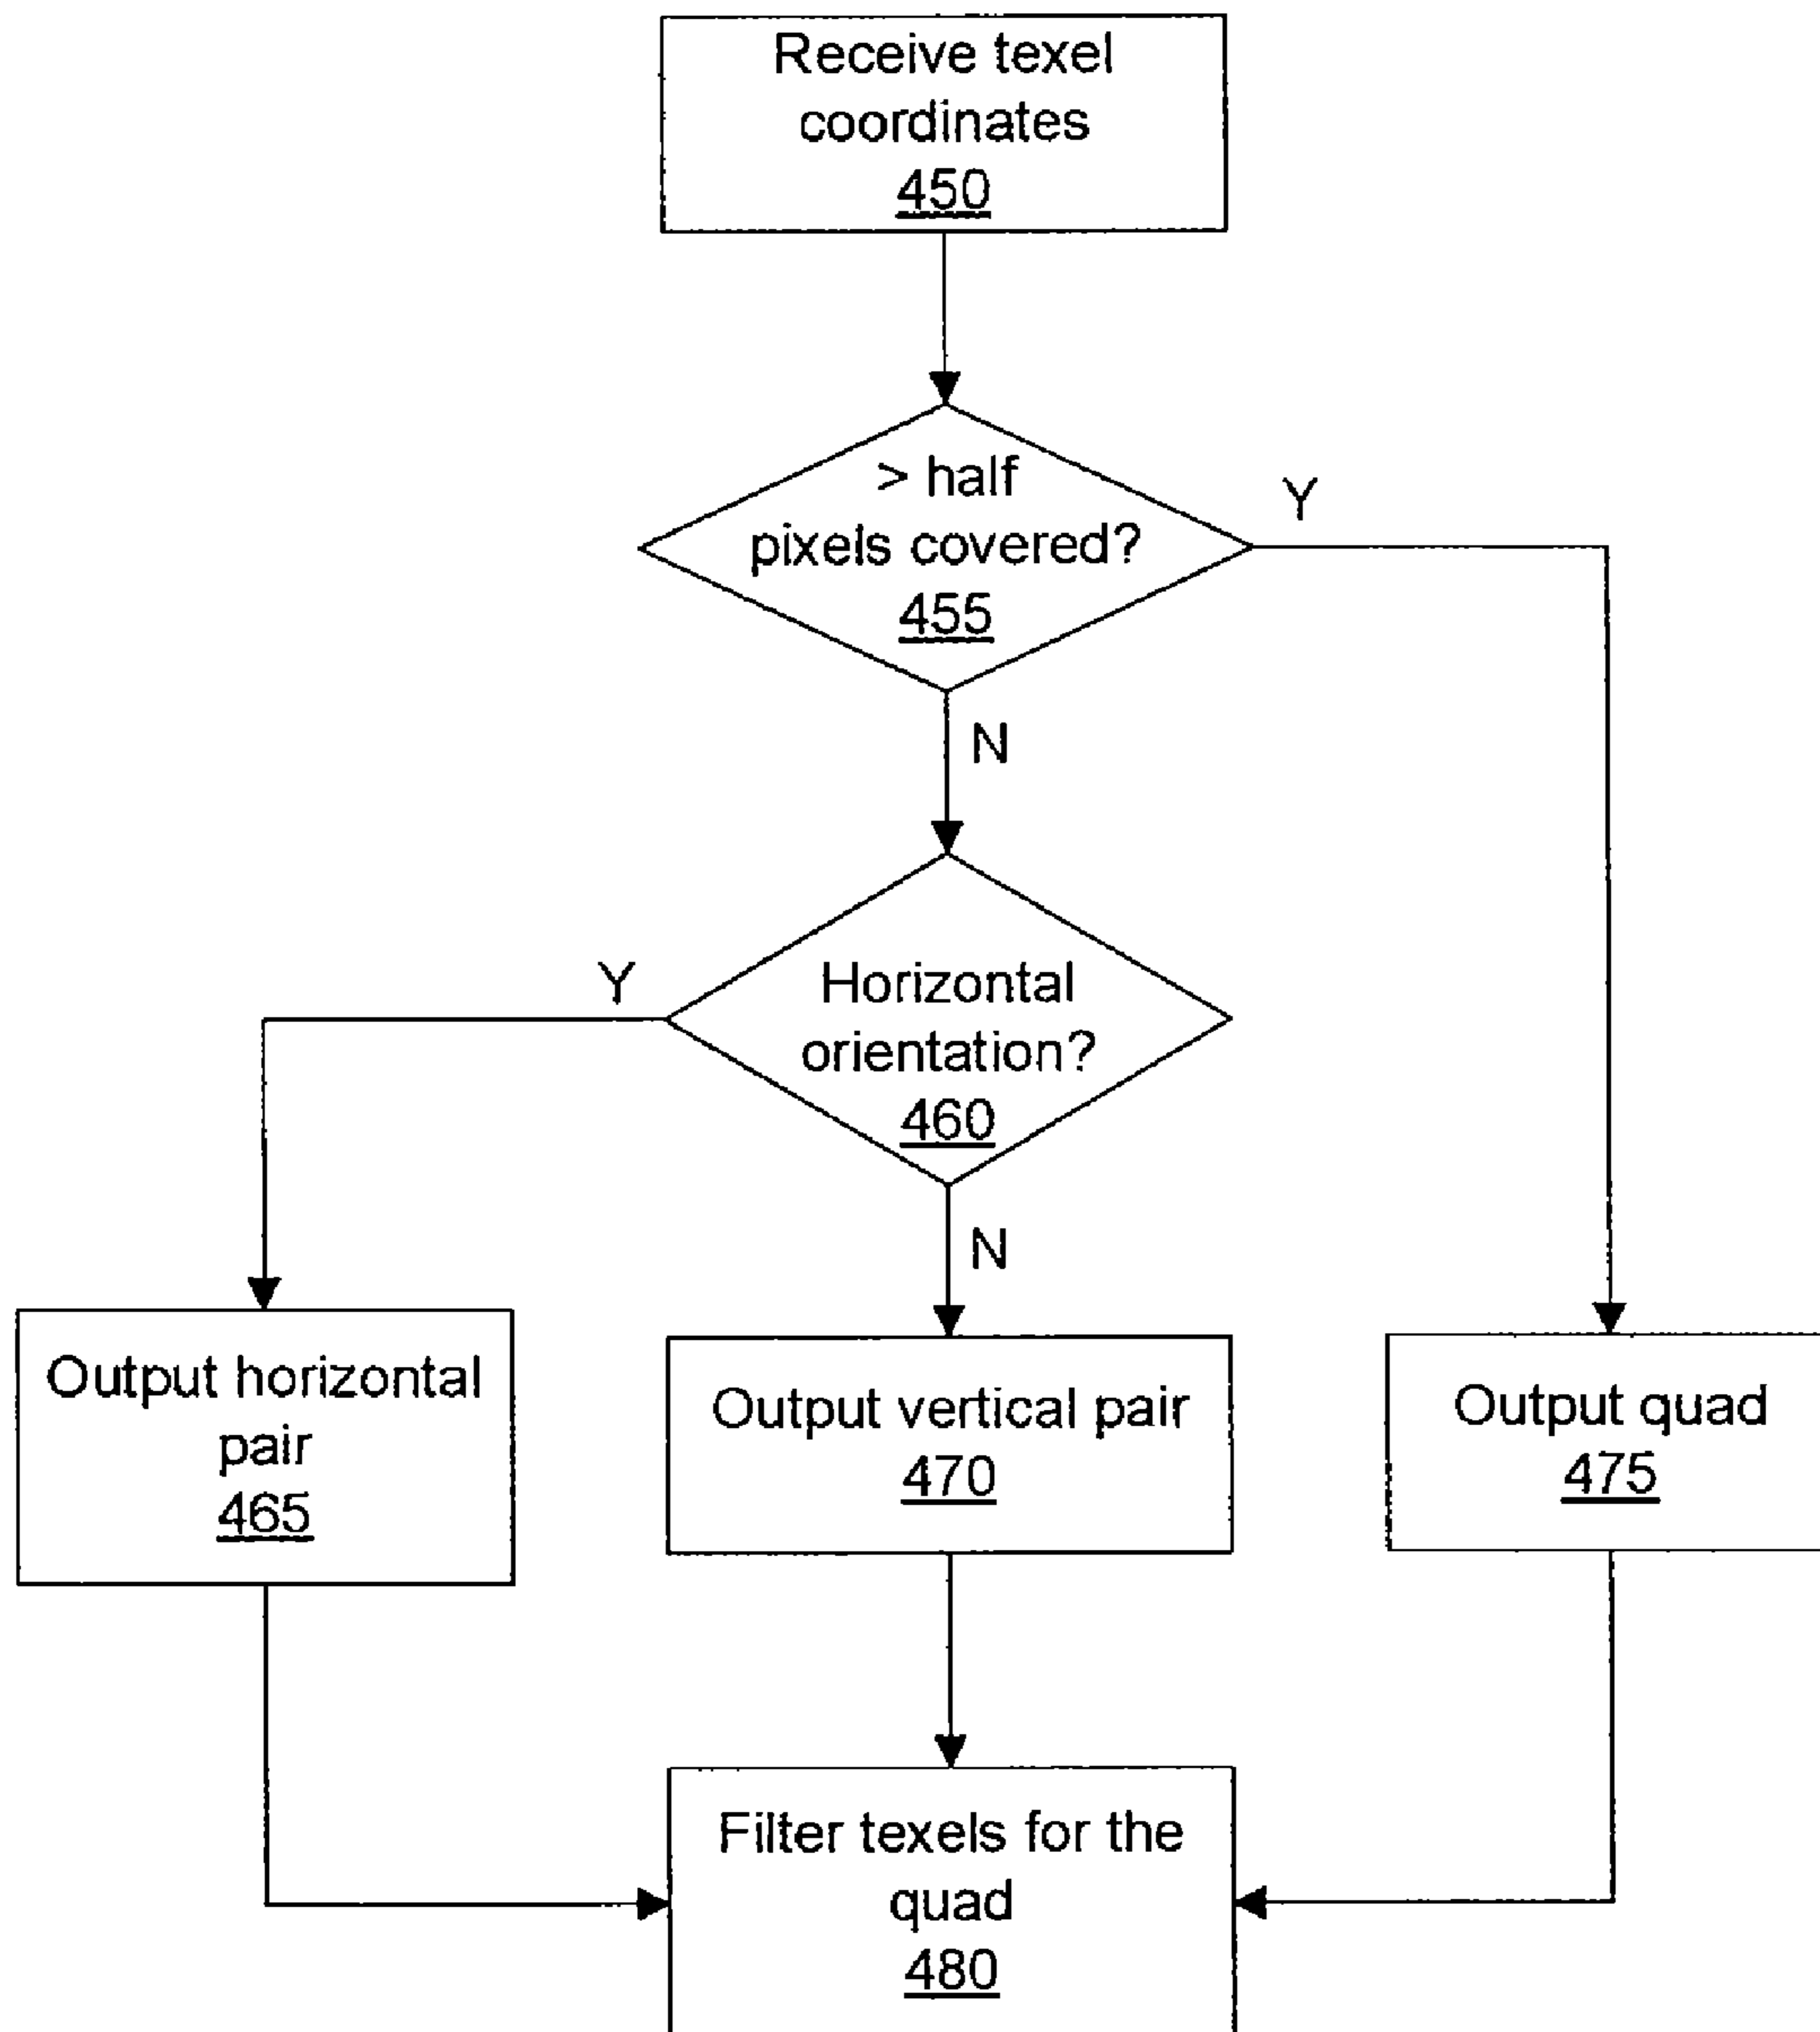 Receive texel
coordinates
450
> half
pixels covered?
455
Y
N
Horizontal
orientation?
460
Y
N
Output horizontal
pair
465
Output vertical pair
470
Output quad
475
Filter texels for the
quad
480